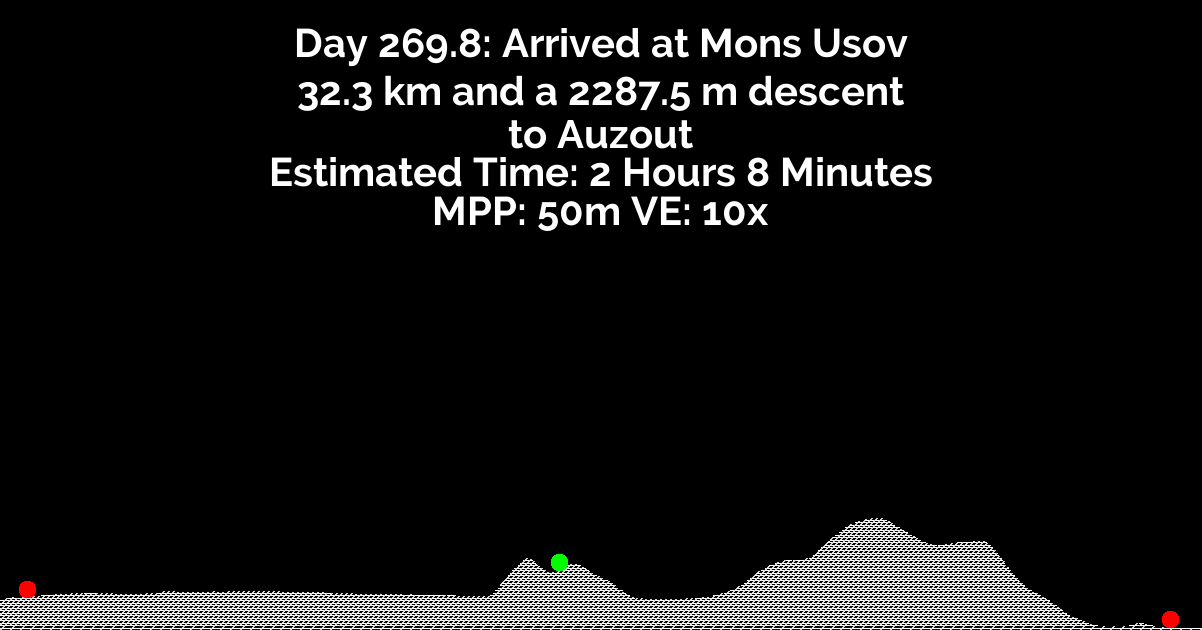 Day 269.8: Arrived at Mons Usov
32.3 km and a 2287.5 m descent
to Auzout
Estimated Time: 2 Hours 8 Minutes
MPP: 50m VE: 10x